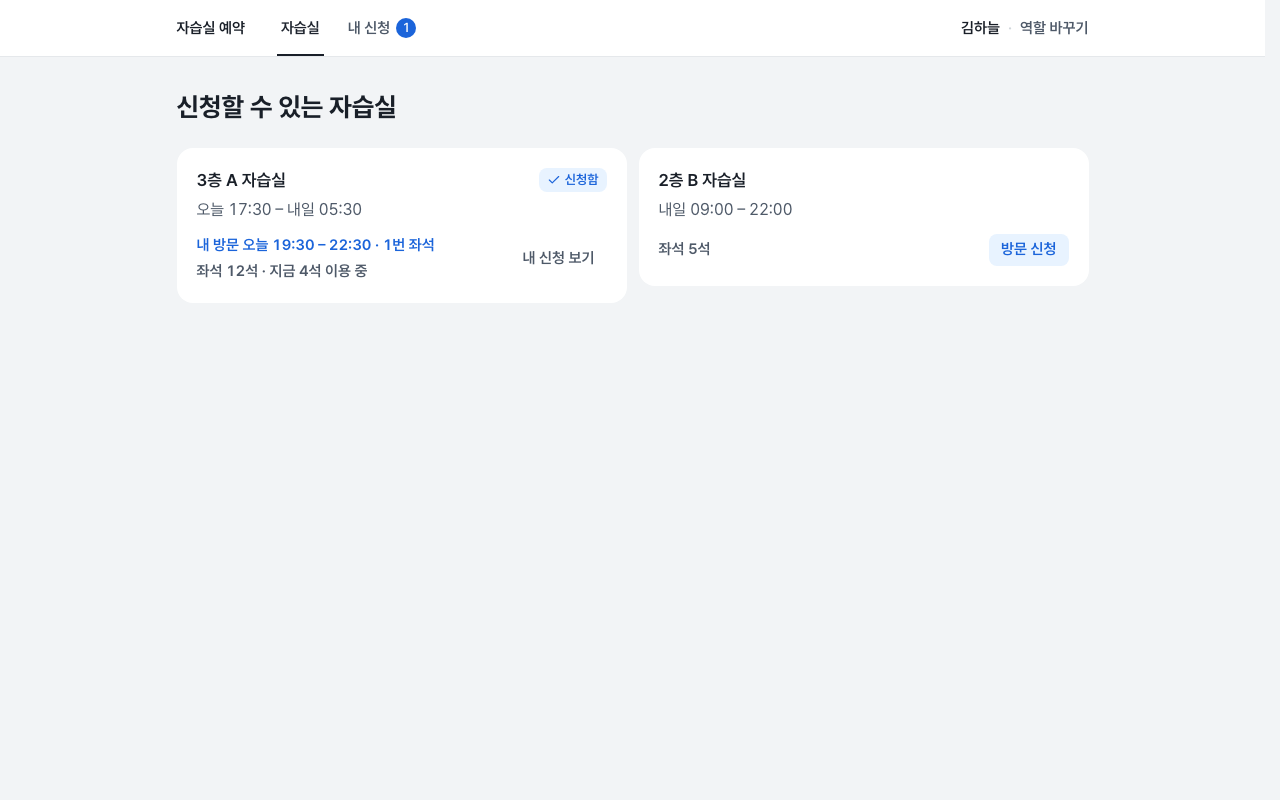 자습실 예약
자습실
내 신청 1
김하늘 · 역할 바꾸기
신청할 수 있는 자습실
3층 A 자습실
신청함
오늘 17:30 – 내일 05:30
내 방문 오늘 19:30 – 22:30 · 1번 좌석
좌석 12석 · 지금 4석 이용 중
내 신청 보기
2층 B 자습실
내일 09:00 – 22:00
좌석 5석
방문 신청